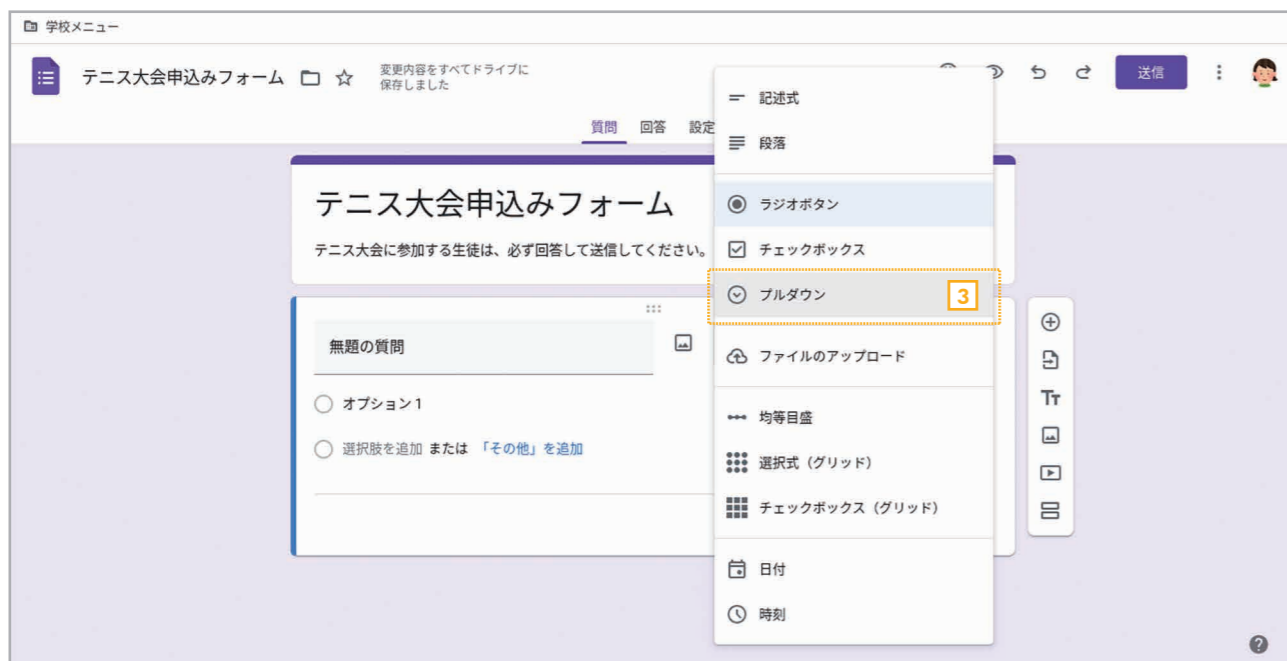 学校メニュー
テニス大会申込みフォーム
変更内容をすべてドライブに
保存しました
送信
質問 回答 設定
テニス大会申込みフォーム
テニス大会に参加する生徒は、必ず回答して送信してください。
無題の質問
オプション 1
選択肢を追加 または 「その他」を追加
記述式
段落
ラジオボタン
チェックボックス
プルダウン
3
ファイルのアップロード
均等目盛
選択式（グリッド）
チェックボックス（グリッド）
日付
時刻
Tт